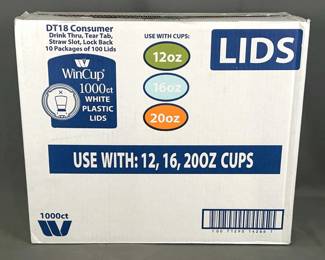 DT18 Consumer
Drink Thru, Tear Tab,
Straw Slot, Lock Back
10 Packages of 100 Lids
WinCup
1000ct
WHITE
PLASTIC
LIDS
USE WITH CUPS:
12oz
16oz
20oz
LIDS
USE WITH: 12, 16, 20OZ CUPS
1000ct